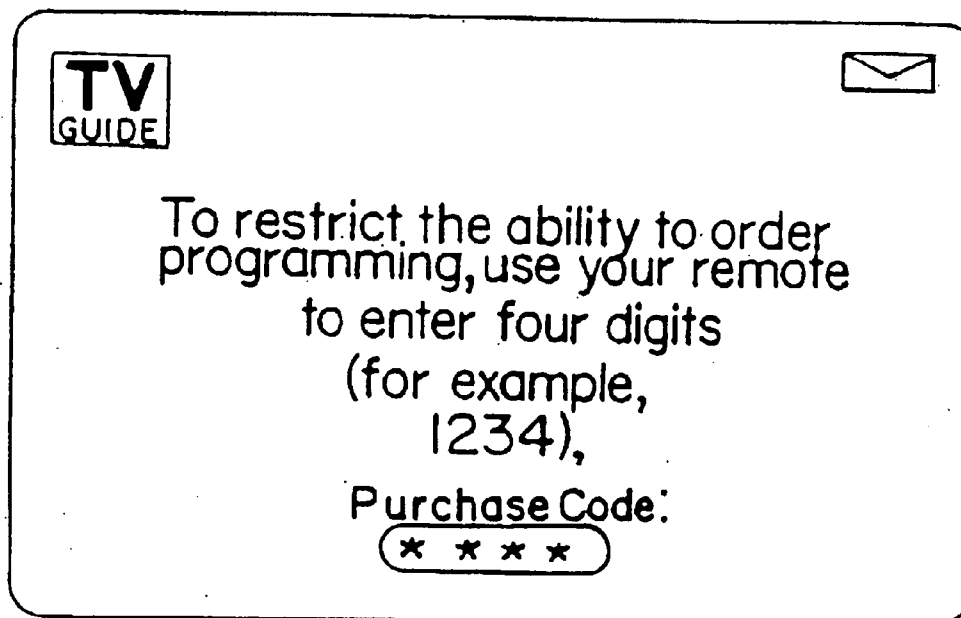 TV
GUIDE
To restrict the ability to order
programming, use your remote
to enter four digits
(for example,
1234),
Purchase Code:
* * * *